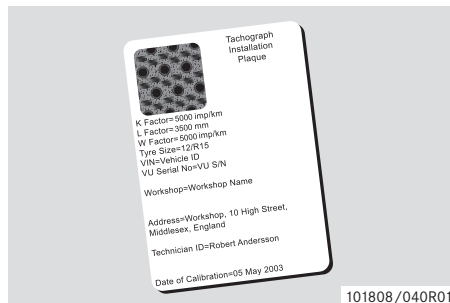 Tachograph
Installation
Plaque
K Factor=5000 imp/km
L Factor=3500 mm
W Factor=5000imp/km
Tyre Size=12/R15
VIN=Vehicle ID
VU Serial No=VU S/N
Workshop=Workshop Name
Address=Workshop, 10 High Street,
Middlesex, England
Technician ID=Robert Andersson
Date of Calibration=05 May 2003
101808/040R01